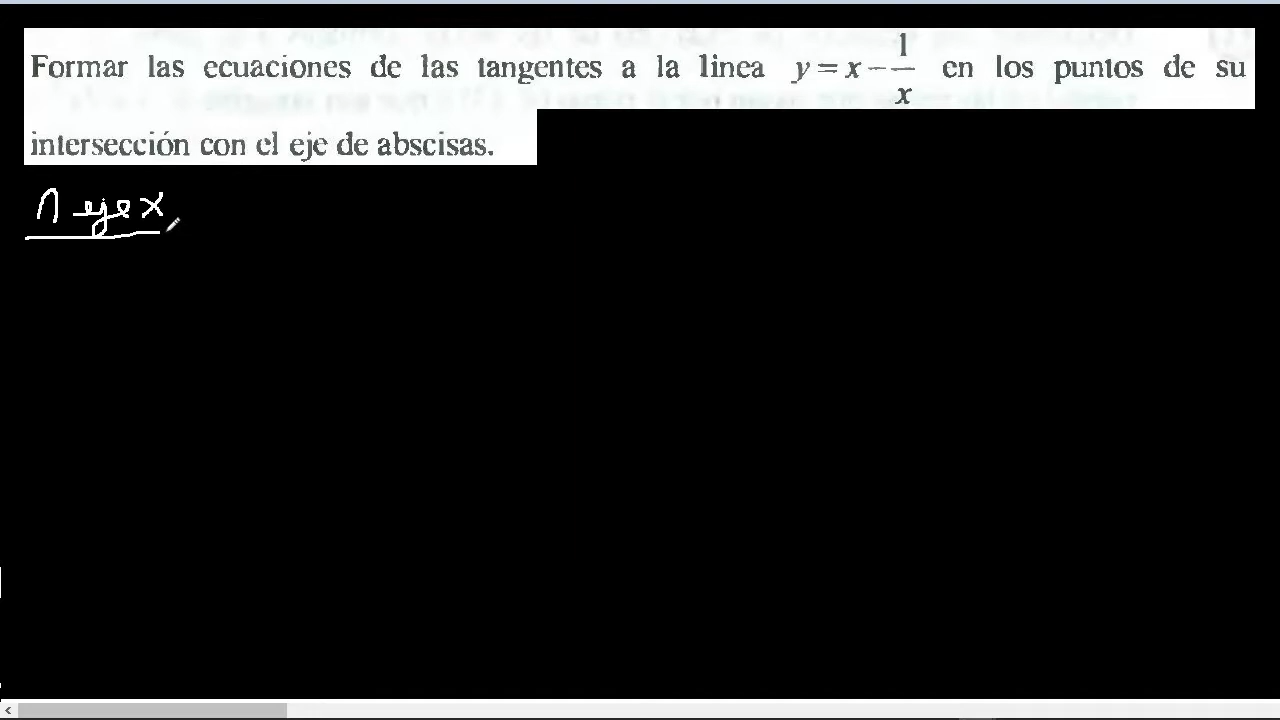 Formar las ecuaciones de las tangentes a la linea y = x - 1/x en los puntos de su
intersección con el eje de abscisas.
∩ eje x